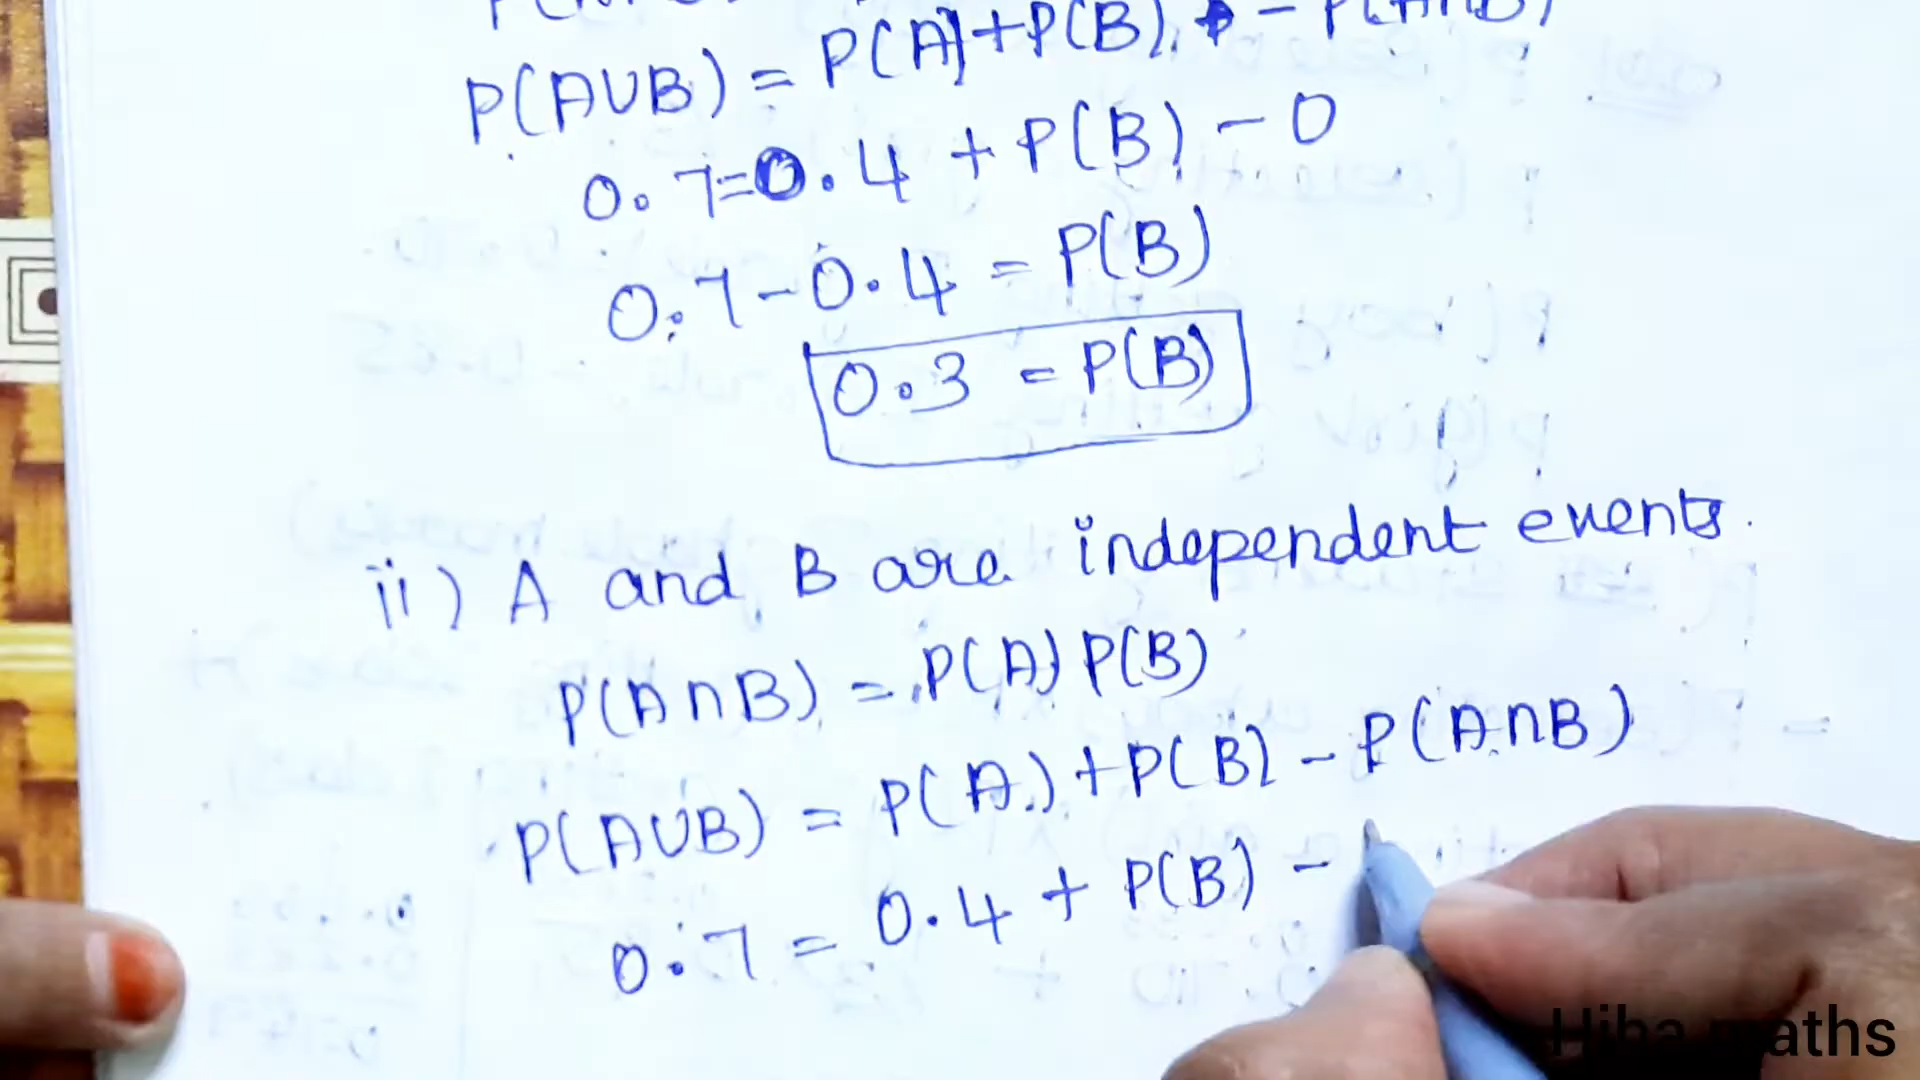 P(A∪B) = P(A)+P(B) - P(A∩B)
0.7=0.4 + P(B) - 0
0.7-0.4 = P(B)
0.3 = P(B)
ii) A and B are independent events.
P(A∩B) = P(A) P(B)
P(A∪B) = P(A)+P(B) - P(A∩B)
0.7 = 0.4 + P(B) -
Hiba maths